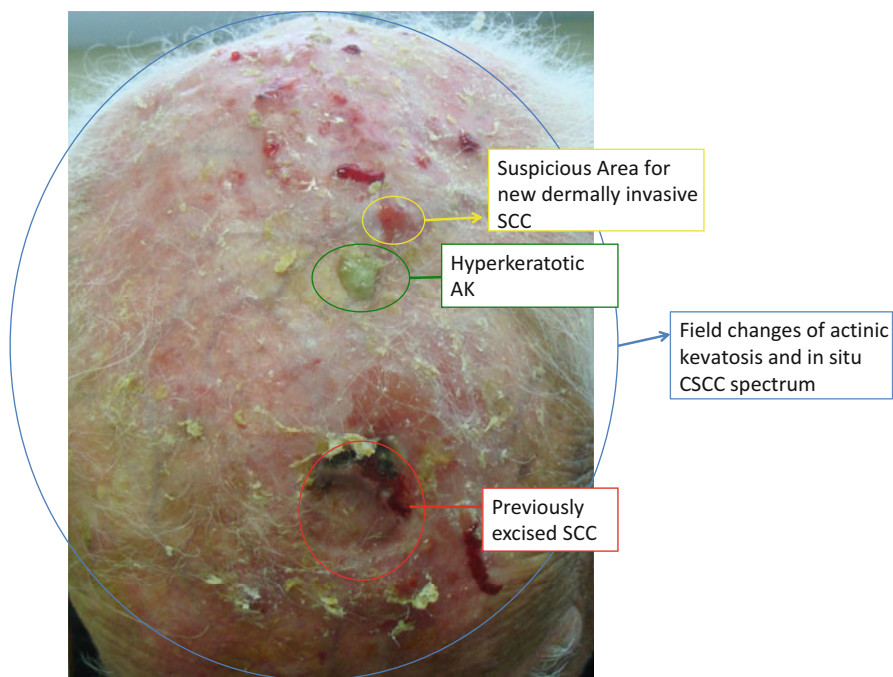 Suspicious Area for
new dermally invasive
SCC
Hyperkeratotic
AK
Field changes of actinic
kevatosis and in situ
CSCC spectrum
Previously
excised SCC